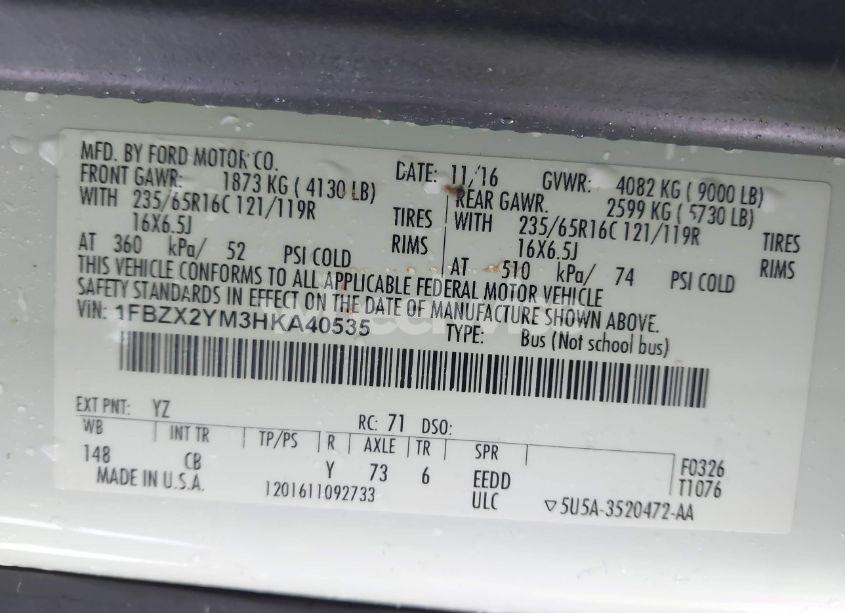 MFD. BY FORD MOTOR CO. DATE: 11/16 GVWR: 4082 KG (9000 LB)
FRONT GAWR: 1873 KG (4130 LB) REAR GAWR. 2599 KG (5730 LB)
WITH 235/65R16C 121/119R TIRES WITH 235/65R16C 121/119R TIRES
16X6.5J RIMS 16X6.5J RIMS
AT 360 kPa/ 52 PSI COLD AT 510 kPa/ 74 PSI COLD
THIS VEHICLE CONFORMS TO ALL APPLICABLE FEDERAL MOTOR VEHICLE
SAFETY STANDARDS IN EFFECT ON THE DATE OF MANUFACTURE SHOWN ABOVE.
VIN: 1FBZX2YM3HKA40535 TYPE: Bus (Not school bus)
EXT PNT: YZ RC: 71 DSO:
WB INT TR TP/PS R AXLE TR SPR
148 CB Y 73 6 EEDD F0326
ULC T1076
MADE IN U.S.A. 1201611092733 5U5A-3520472-AA